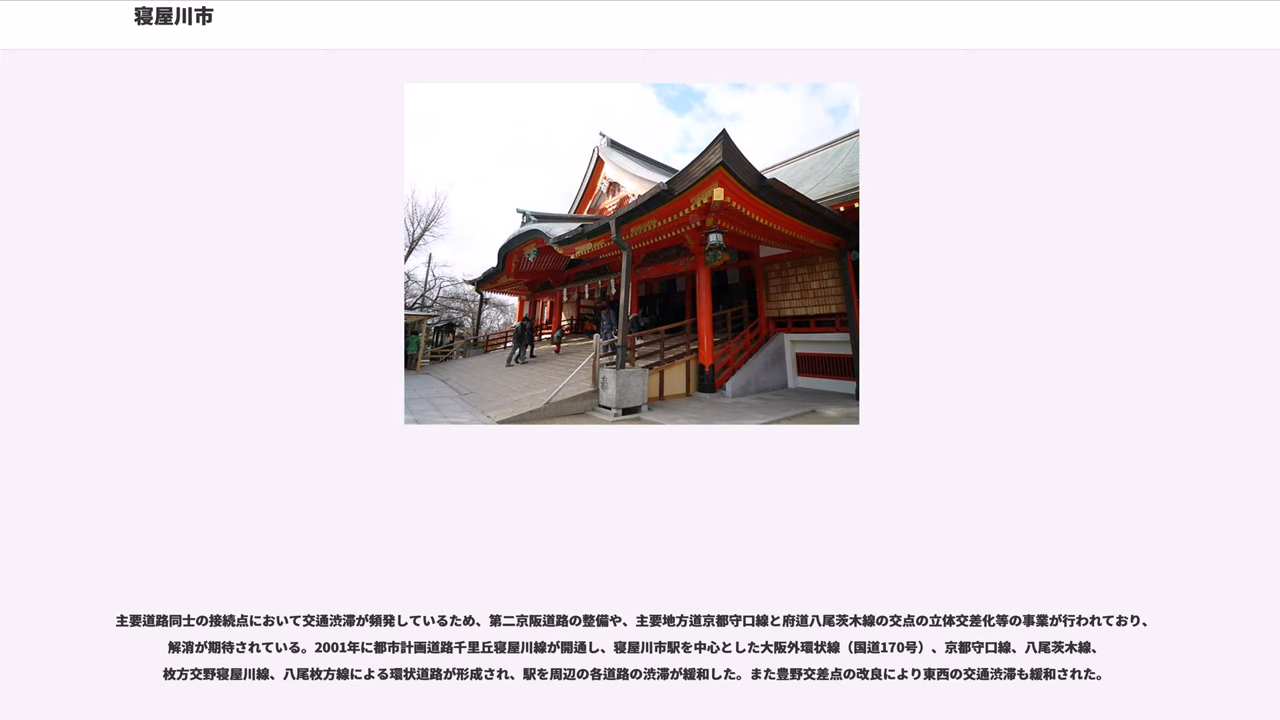 寝屋川市
主要道路同士の接続点において交通渋滞が頻発しているため、第二京阪道路の整備や、主要地方道京都守口線と府道八尾茨木線の交点の立体交差化等の事業が行われており、
解消が期待されている。2001年に都市計画道路千里丘寝屋川線が開通し、寝屋川市駅を中心とした大阪外環状線（国道170号）、京都守口線、八尾茨木線、
枚方交野寝屋川線、八尾枚方線による環状道路が形成され、駅を周辺の各道路の渋滞が緩和した。また豊野交差点の改良により東西の交通渋滞も緩和された。